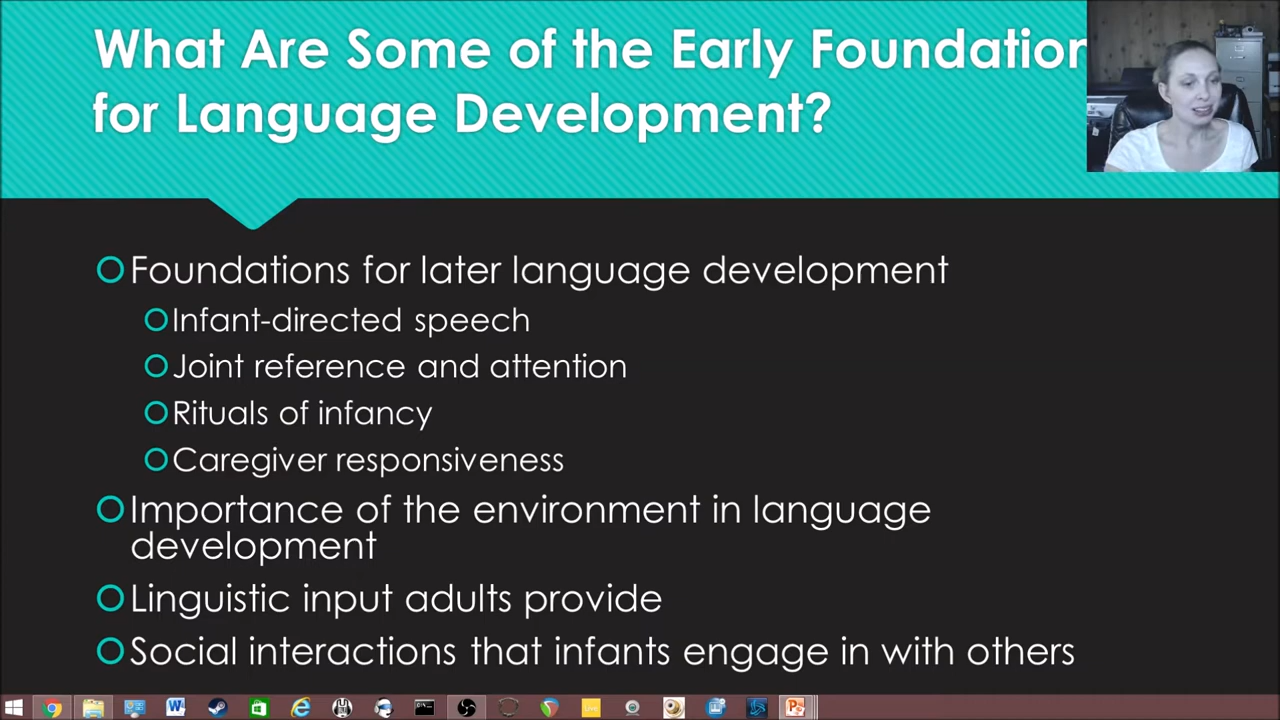 What Are Some of the Early Foundation
for Language Development?
Foundations for later language development
Infant-directed speech
Joint reference and attention
Rituals of infancy
Caregiver responsiveness
Importance of the environment in language
development
Linguistic input adults provide
Social interactions that infants engage in with others